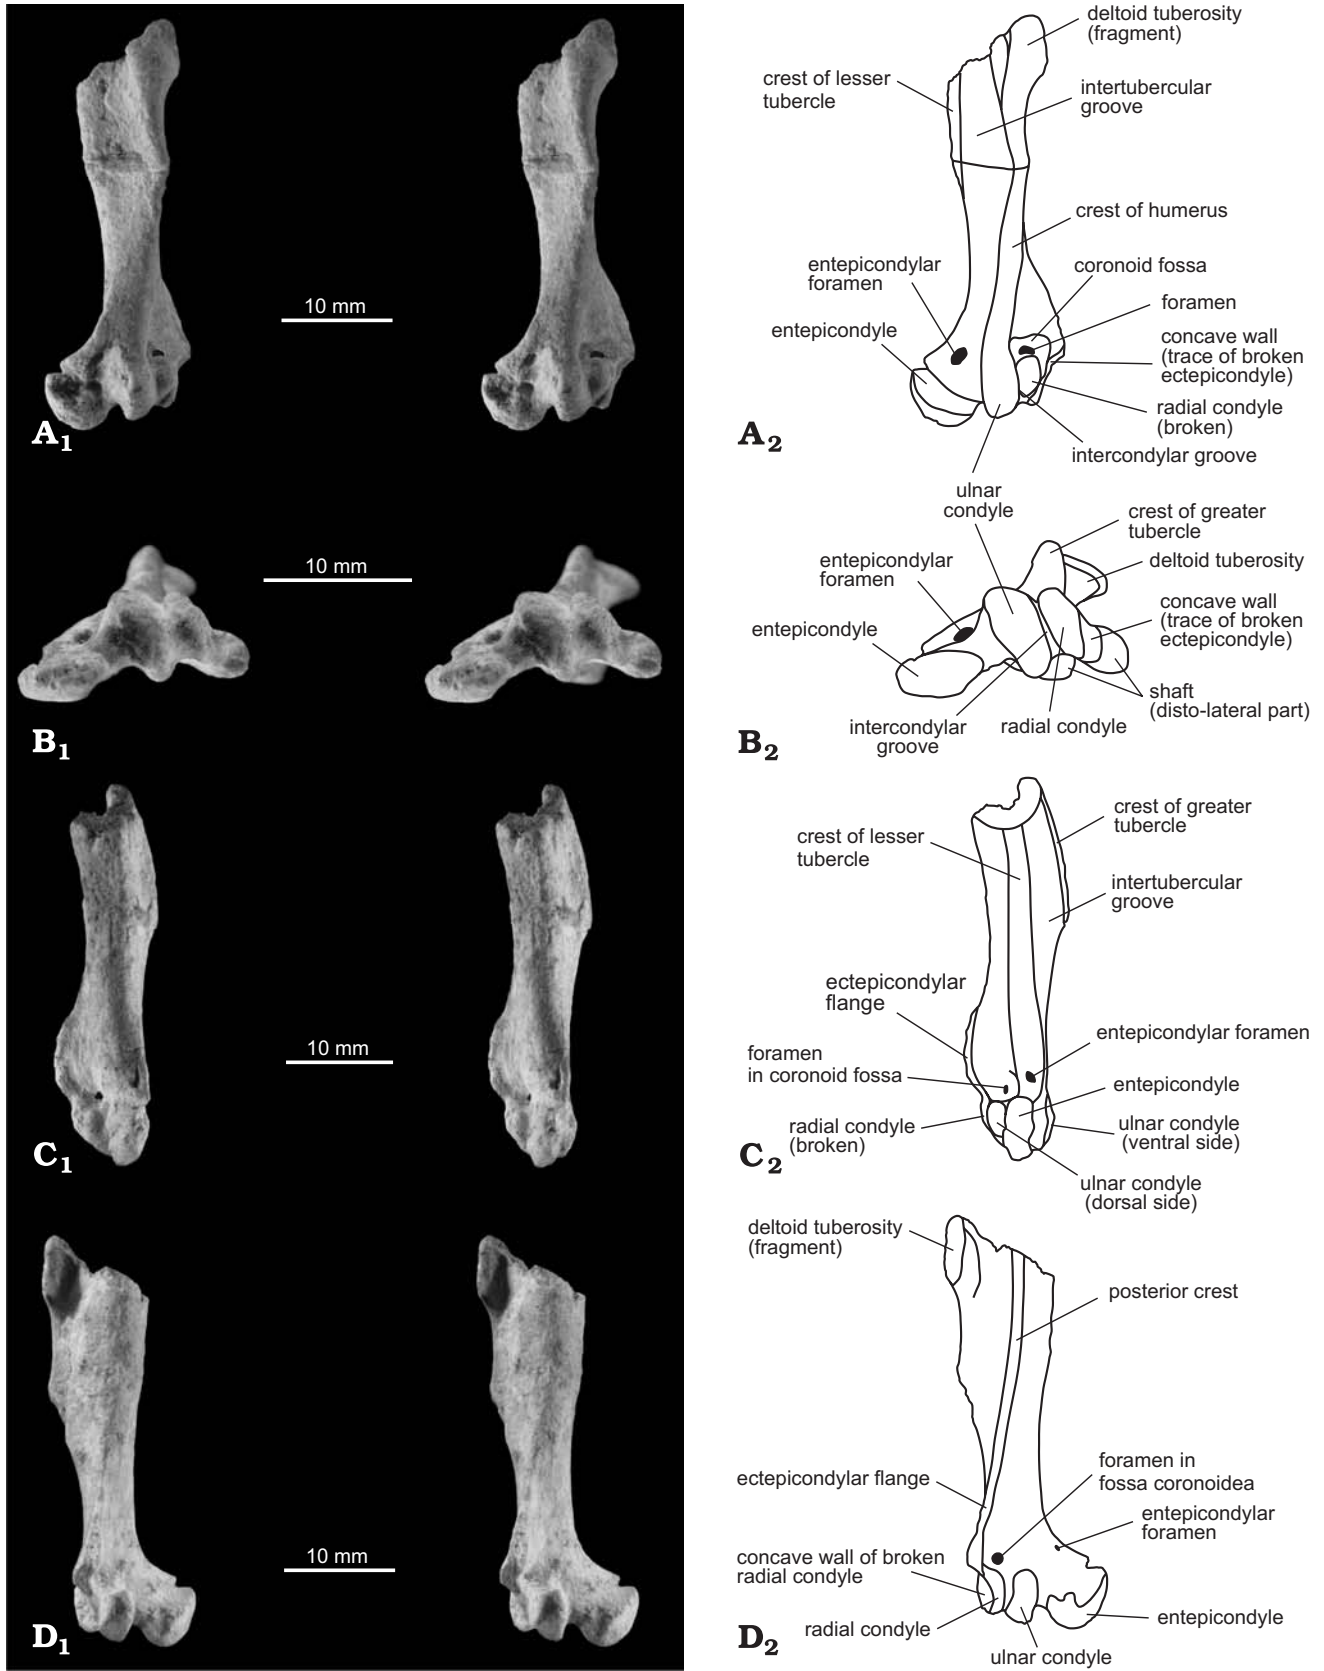 deltoid tuberosity
(fragment)
crest of lesser
tubercle
intertubercular
groove
crest of humerus
entepicondylar
foramen
coronoid fossa
foramen
entepicondyle
concave wall
(trace of broken
ectepicondyle)
10 mm
radial condyle
(broken)
A1
A2
intercondylar groove
ulnar
condyle
crest of greater
tubercle
entepicondylar
foramen
deltoid tuberosity
10 mm
concave wall
(trace of broken
ectepicondyle)
entepicondyle
shaft
(disto-lateral part)
intercondylar
groove
radial condyle
B1
B2
crest of greater
tubercle
crest of lesser
tubercle
intertubercular
groove
ectepicondylar
flange
entepicondylar foramen
10 mm
foramen
in coronoid fossa
entepicondyle
radial condyle
(broken)
ulnar condyle
(ventral side)
C1
C2
ulnar condyle
(dorsal side)
deltoid tuberosity
(fragment)
posterior crest
foramen in
fossa coronoidea
ectepicondylar flange
entepicondylar
foramen
10 mm
concave wall of broken
radial condyle
entepicondyle
radial condyle
D1
D2
ulnar condyle